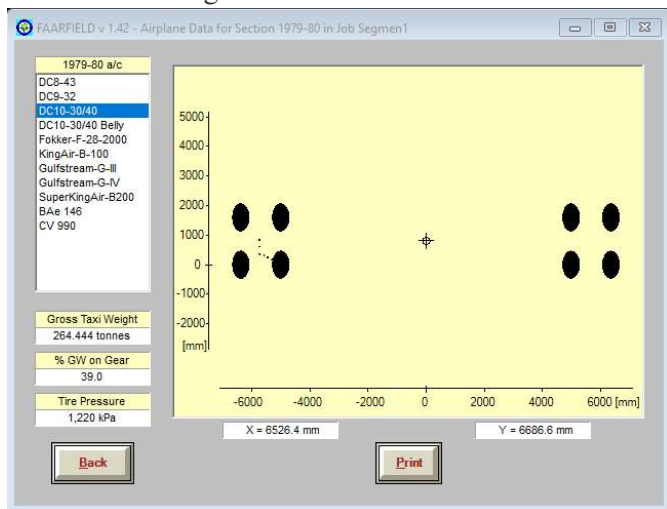 FAARFIELD v 1.42 - Airplane Data for Section 1979-80 in Job Segmen1
1979-80 a/c
DC8-43
DC9-32
DC10-30/40
DC10-30/40 Belly
Fokker-F-28-2000
KingAir-B-100
Gulfstream-G-III
Gulfstream-G-IV
SuperKingAir-B200
BAe 146
CV 990
Gross Taxi Weight
264.444 tonnes
% GW on Gear
39.0
Tire Pressure
1,220 kPa
5000
4000
3000
2000
1000
0
-1000
-2000
[mm]
-6000 -4000 -2000 0 2000 4000 6000 [mm]
X = 6526.4 mm Y = 6686.6 mm
Back Print